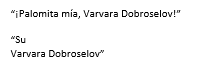 “¡Palomita mía, Varvara Dobroselov!”
“Su
Varvara Dobroselov”